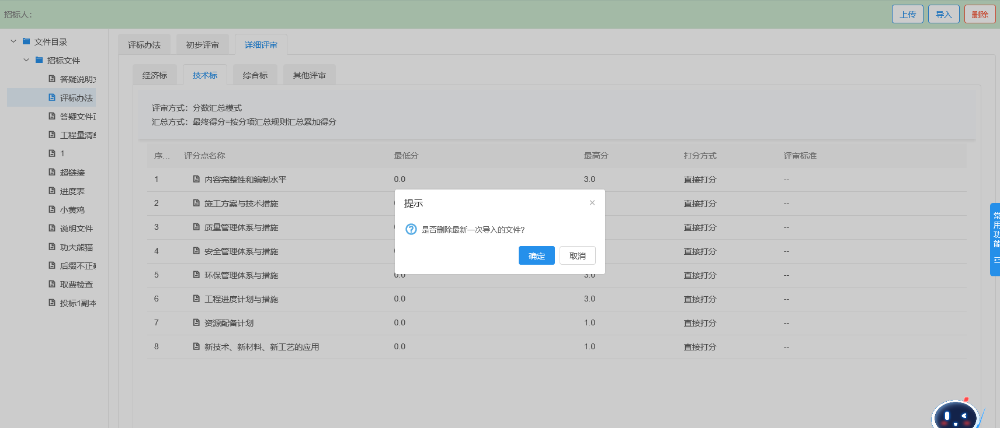 招标人:
上传
导入
删除
文件目录
招标文件
答疑说明
评标办法
答疑文件
工程量清
1
超链接
进度表
小黄鸡
说明文件
功夫熊猫
后缀不正
取费检查
投标1副本
评标办法
初步评审
详细评审
经济标
技术标
综合标
其他评审
评审方式: 分数汇总模式
汇总方式: 最终得分=按分项汇总规则汇总累加得分
序... 评分点名称 最低分 最高分 打分方式 评审标准
1 内容完整性和编制水平 0.0 3.0 直接打分 --
2 施工方案与技术措施 直接打分 --
3 质量管理体系与措施 直接打分 --
4 安全管理体系与措施 直接打分 --
5 环保管理体系与措施 0.0 3.0 直接打分 --
6 工程进度计划与措施 0.0 3.0 直接打分 --
7 资源配备计划 0.0 1.0 直接打分 --
8 新技术、新材料、新工艺的应用 0.0 1.0 直接打分 --
提示
是否删除最新一次导入的文件?
确定
取消
常用功能